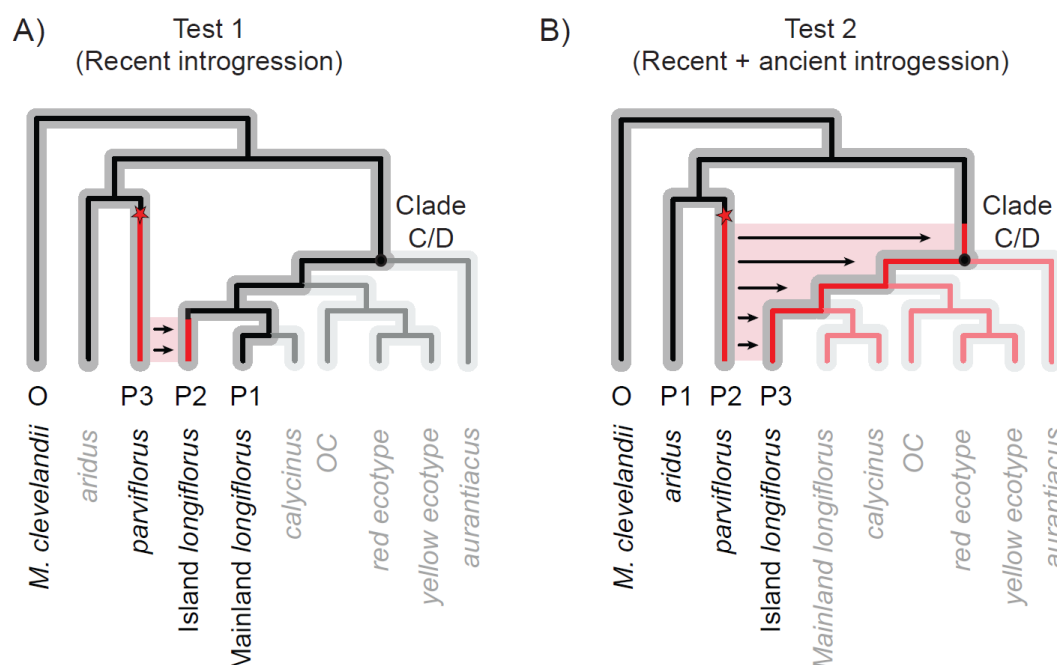 A)
Test 1
(Recent introgression)
Clade
C/D
O
P3
P2
P1
M. clevelandii
aridus
parviflorus
Island longiflorus
Mainland longiflorus
calycinus
OC
red ecotype
yellow ecotype
aurantiacus
B)
Test 2
(Recent + ancient introgession)
Clade
C/D
O
P1
P2
P3
M. clevelandii
aridus
parviflorus
Island longiflorus
Mainland longiflorus
calycinus
OC
red ecotype
yellow ecotype
aurantiacus